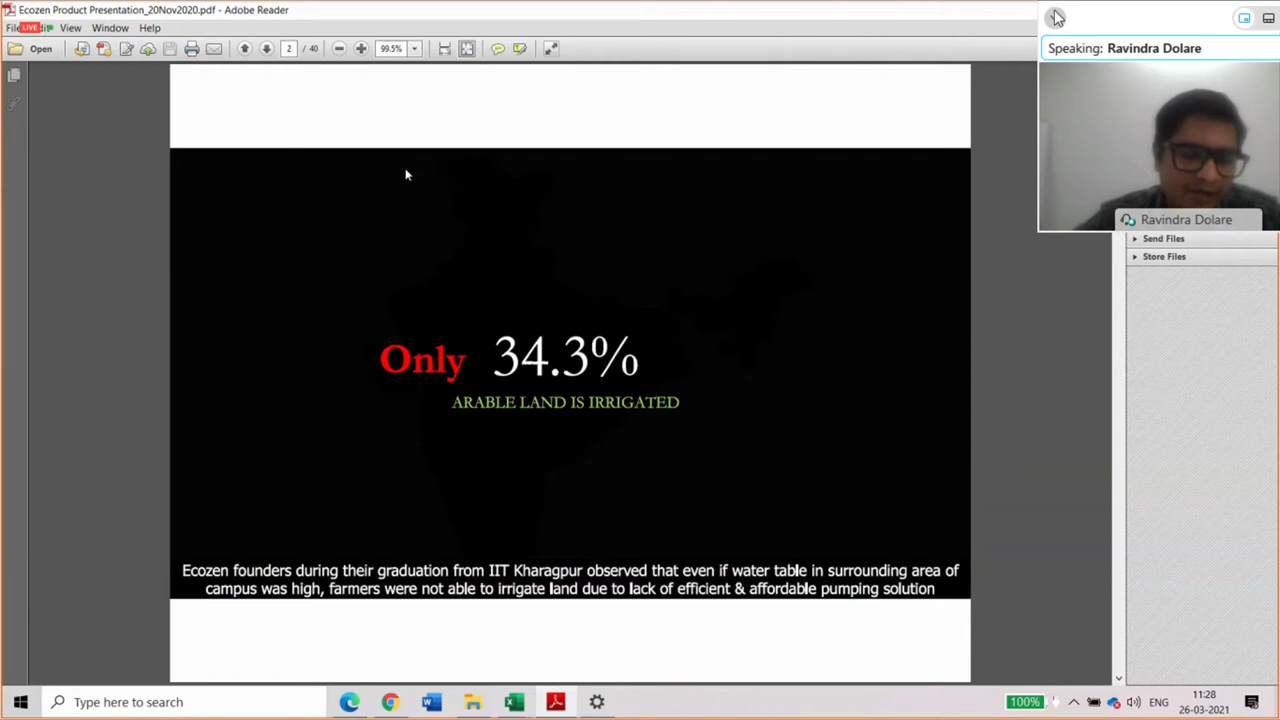 Ecozen Product Presentation_20Nov2020.pdf - Adobe Reader
LIVE
View Window Help
Open 2 / 40 99.5%
Speaking: Ravindra Dolare
Ravindra Dolare
Send Files
Store Files
Only 34.3%
ARABLE LAND IS IRRIGATED
Ecozen founders during their graduation from IIT Kharagpur observed that even if water table in surrounding area of
campus was high, farmers were not able to irrigate land due to lack of efficient & affordable pumping solution
Type here to search
100%
ENG
11:28
26-03-2021